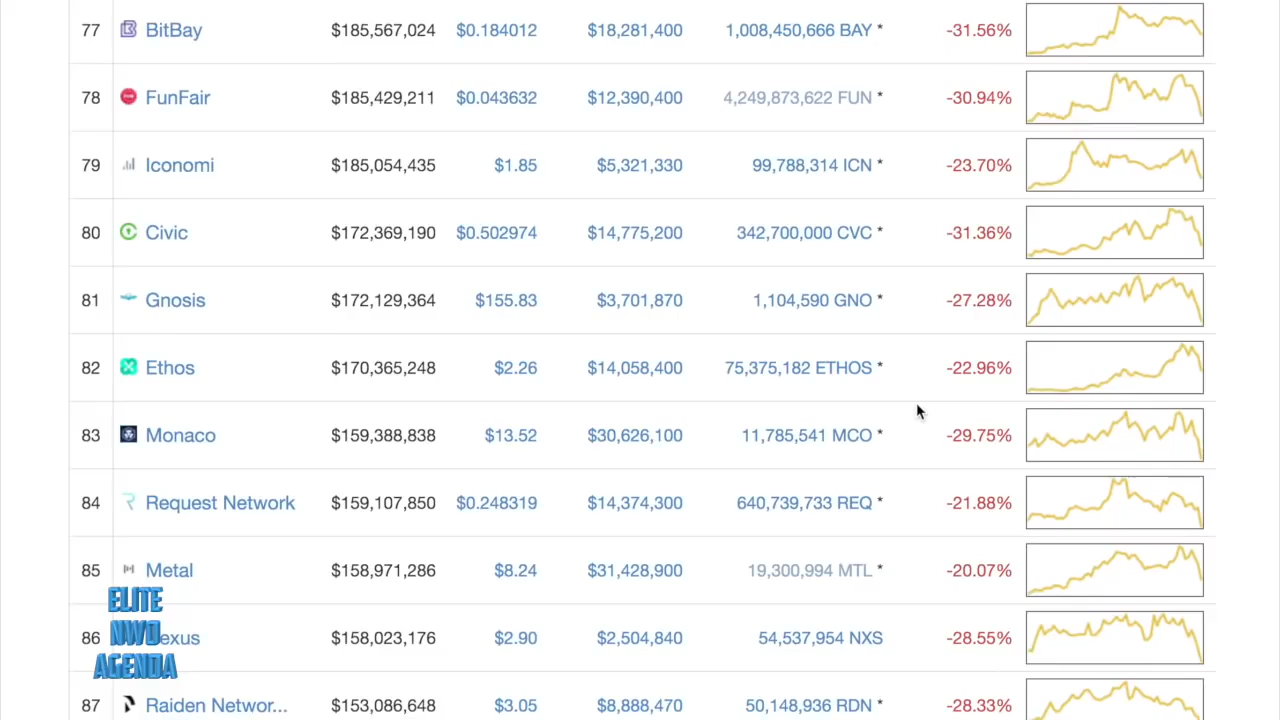 77 BitBay $185,567,024 $0.184012 $18,281,400 1,008,450,666 BAY * -31.56%
78 FunFair $185,429,211 $0.043632 $12,390,400 4,249,873,622 FUN * -30.94%
79 Iconomi $185,054,435 $1.85 $5,321,330 99,788,314 ICN * -23.70%
80 Civic $172,369,190 $0.502974 $14,775,200 342,700,000 CVC * -31.36%
81 Gnosis $172,129,364 $155.83 $3,701,870 1,104,590 GNO * -27.28%
82 Ethos $170,365,248 $2.26 $14,058,400 75,375,182 ETHOS * -22.96%
83 Monaco $159,388,838 $13.52 $30,626,100 11,785,541 MCO * -29.75%
84 Request Network $159,107,850 $0.248319 $14,374,300 640,739,733 REQ * -21.88%
85 Metal $158,971,286 $8.24 $31,428,900 19,300,994 MTL * -20.07%
86 exus $158,023,176 $2.90 $2,504,840 54,537,954 NXS -28.55%
87 Raiden Networ... $153,086,648 $3.05 $8,888,470 50,148,936 RDN * -28.33%
ELITE
NWO
AGENDA